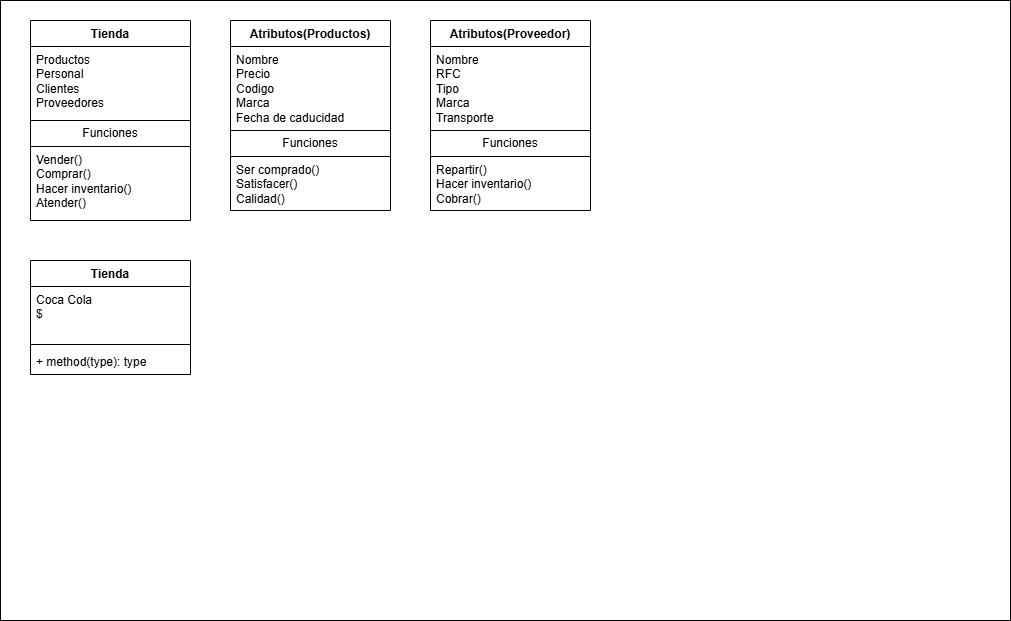 Tienda
Productos
Personal
Clientes
Proveedores
Funciones
Vender()
Comprar()
Hacer inventario()
Atender()
Atributos(Productos)
Nombre
Precio
Codigo
Marca
Fecha de caducidad
Funciones
Ser comprado()
Satisfacer()
Calidad()
Atributos(Proveedor)
Nombre
RFC
Tipo
Marca
Transporte
Funciones
Repartir()
Hacer inventario()
Cobrar()
Tienda
Coca Cola
$
+ method(type): type